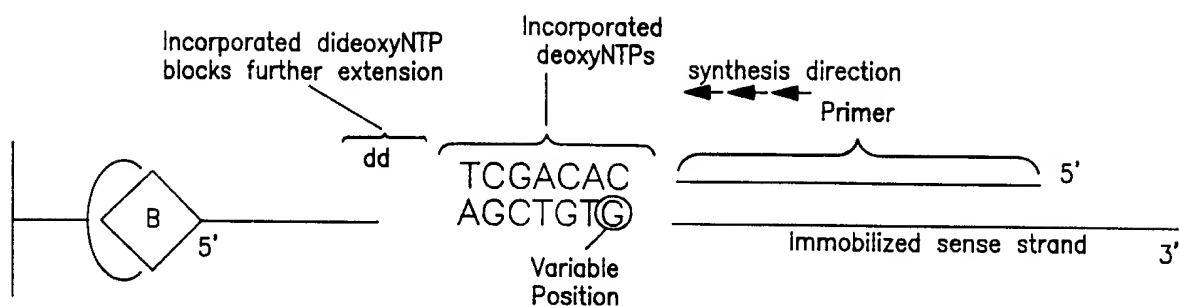 Incorporated dideoxyNTP
blocks further extension
Incorporated
deoxyNTPs
synthesis direction
Primer
dd
TCGACAC
5'
AGCTGTG
B
5'
Immobilized sense strand
3'
Variable
Position